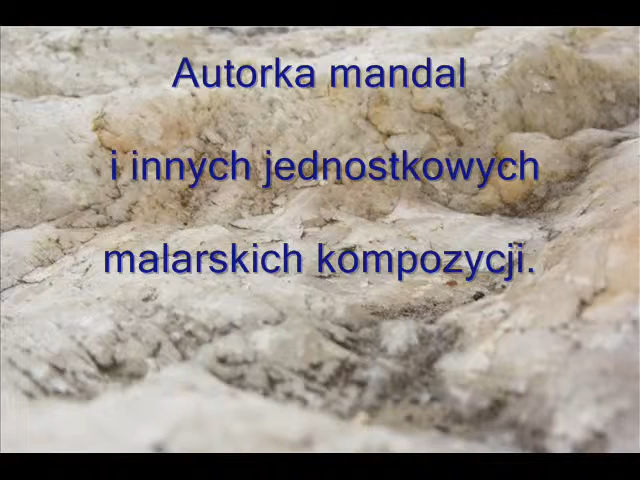 Autorka mandal
i innych jednostkowych
malarskich kompozycji.